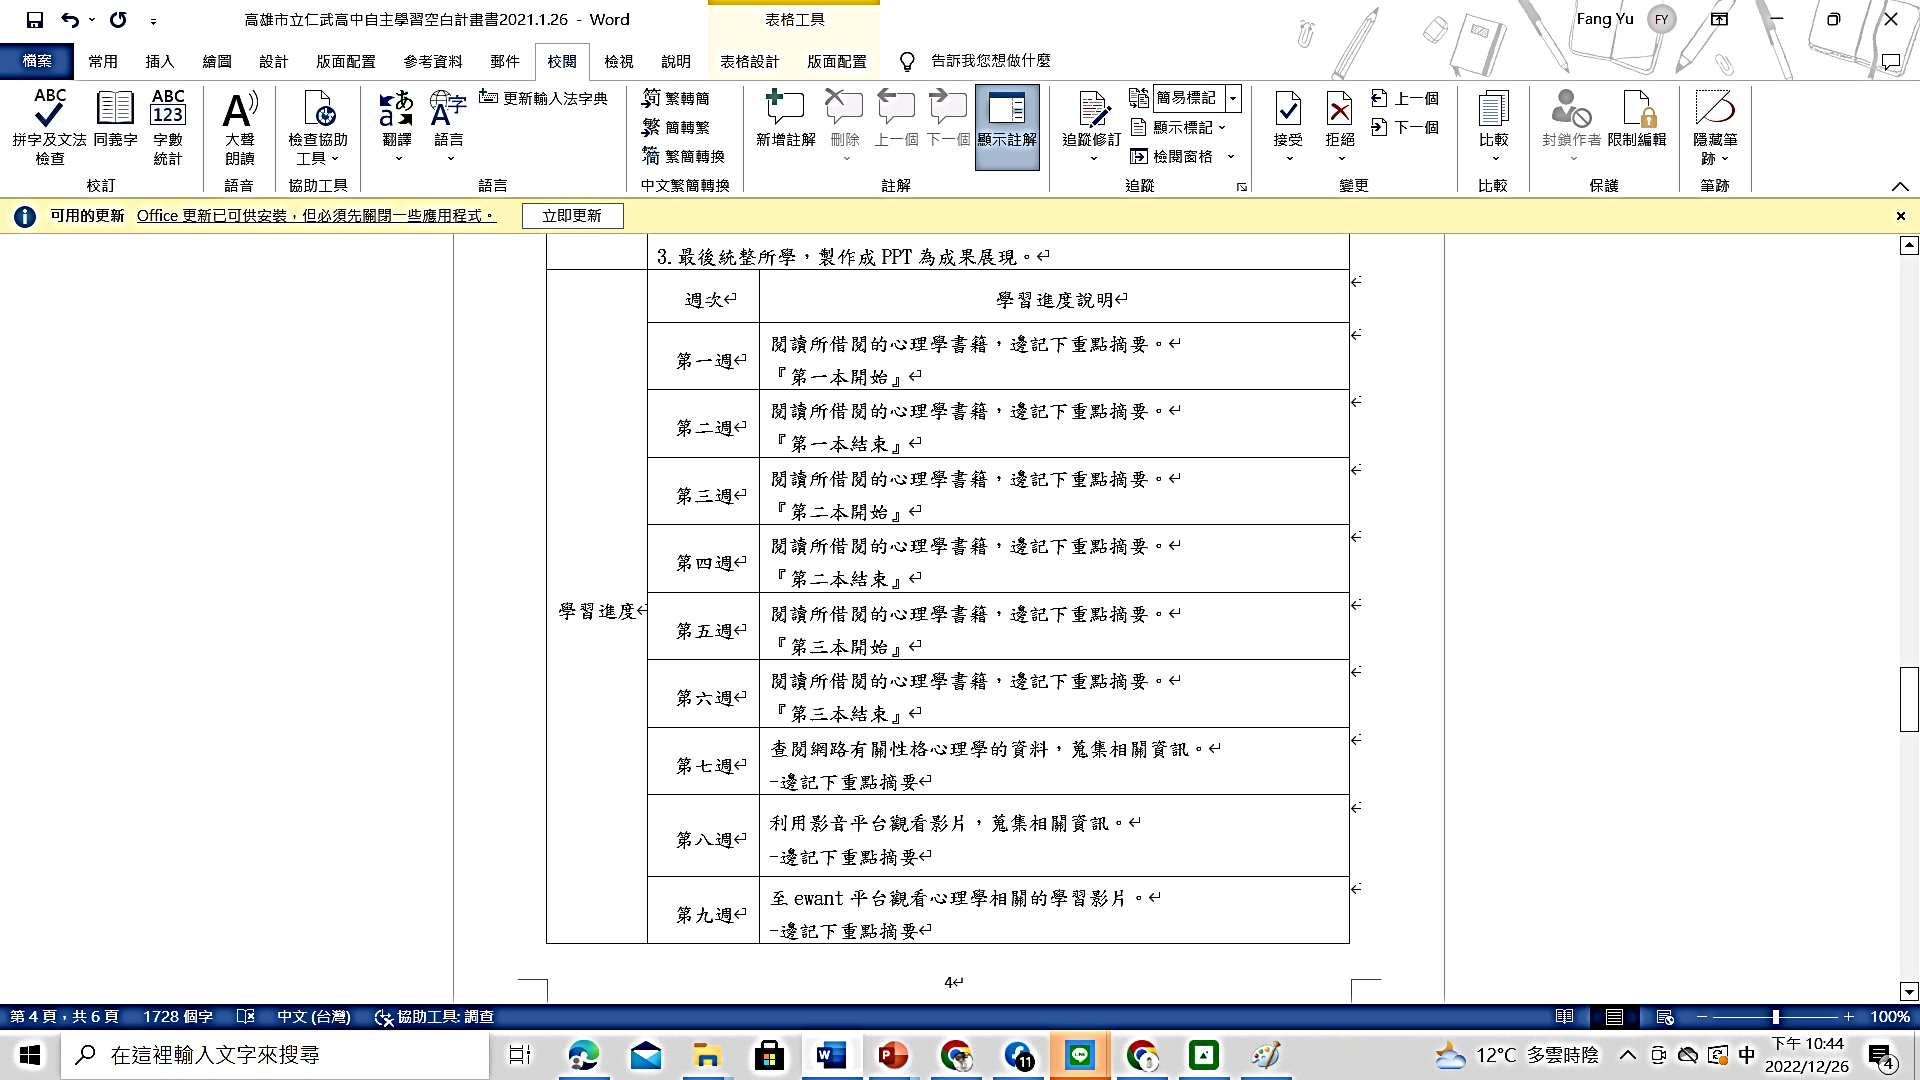 高雄市立仁武高中自主學習空白計畫書2021.1.26 - Word
表格工具
Fang Yu
FY
檔案 常用 插入 繪圖 設計 版面配置 參考資料 郵件 校閱 檢視 說明 表格設計 版面配置 告訴我您想做什麼
ABC
拼字及文法
檢查
同義字
ABC
123
字數
統計
校訂
大聲
朗讀
語音
檢查協助
工具
協助工具
翻譯
語言
更新輸入法字典
語言
繁轉簡
簡轉繁
繁簡轉換
中文繁簡轉換
新增註解
刪除
上一個
下一個
顯示註解
註解
追蹤修訂
簡易標記
顯示標記
檢閱窗格
追蹤
接受
拒絕
上一個
下一個
變更
比較
比較
封鎖作者
限制編輯
保護
隱藏筆
跡
筆跡
可用的更新 Office 更新已可供安裝,但必須先關閉一些應用程式。 立即更新
3.最後統整所學,製作成 PPT 為成果展現。
學習進度
週次 學習進度說明
第一週 閱讀所借閱的心理學書籍,邊記下重點摘要。
『第一本開始』
第二週 閱讀所借閱的心理學書籍,邊記下重點摘要。
『第一本結束』
第三週 閱讀所借閱的心理學書籍,邊記下重點摘要。
『第二本開始』
第四週 閱讀所借閱的心理學書籍,邊記下重點摘要。
『第二本結束』
第五週 閱讀所借閱的心理學書籍,邊記下重點摘要。
『第三本開始』
第六週 閱讀所借閱的心理學書籍,邊記下重點摘要。
『第三本結束』
第七週 查閱網路有關性格心理學的資料,蒐集相關資訊。
-邊記下重點摘要
第八週 利用影音平台觀看影片,蒐集相關資訊。
-邊記下重點摘要
第九週 至 ewant 平台觀看心理學相關的學習影片。
-邊記下重點摘要
4
第 4 頁,共 6 頁 1728 個字 中文 (台灣) 協助工具: 調查 100%
在這裡輸入文字來搜尋
11
12°C 多雲時陰
中
下午 10:44
2022/12/26
4